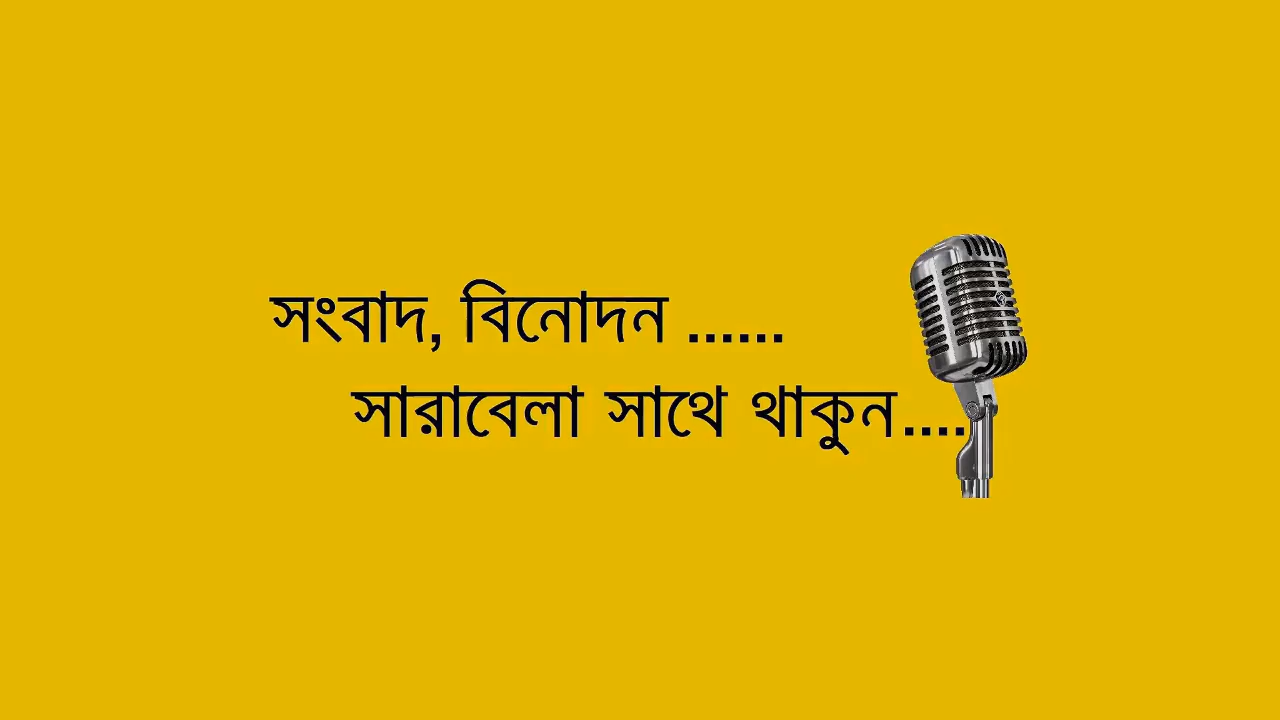 সংবাদ, বিনোদন ......
সারাবেলা সাথে থাকুন....